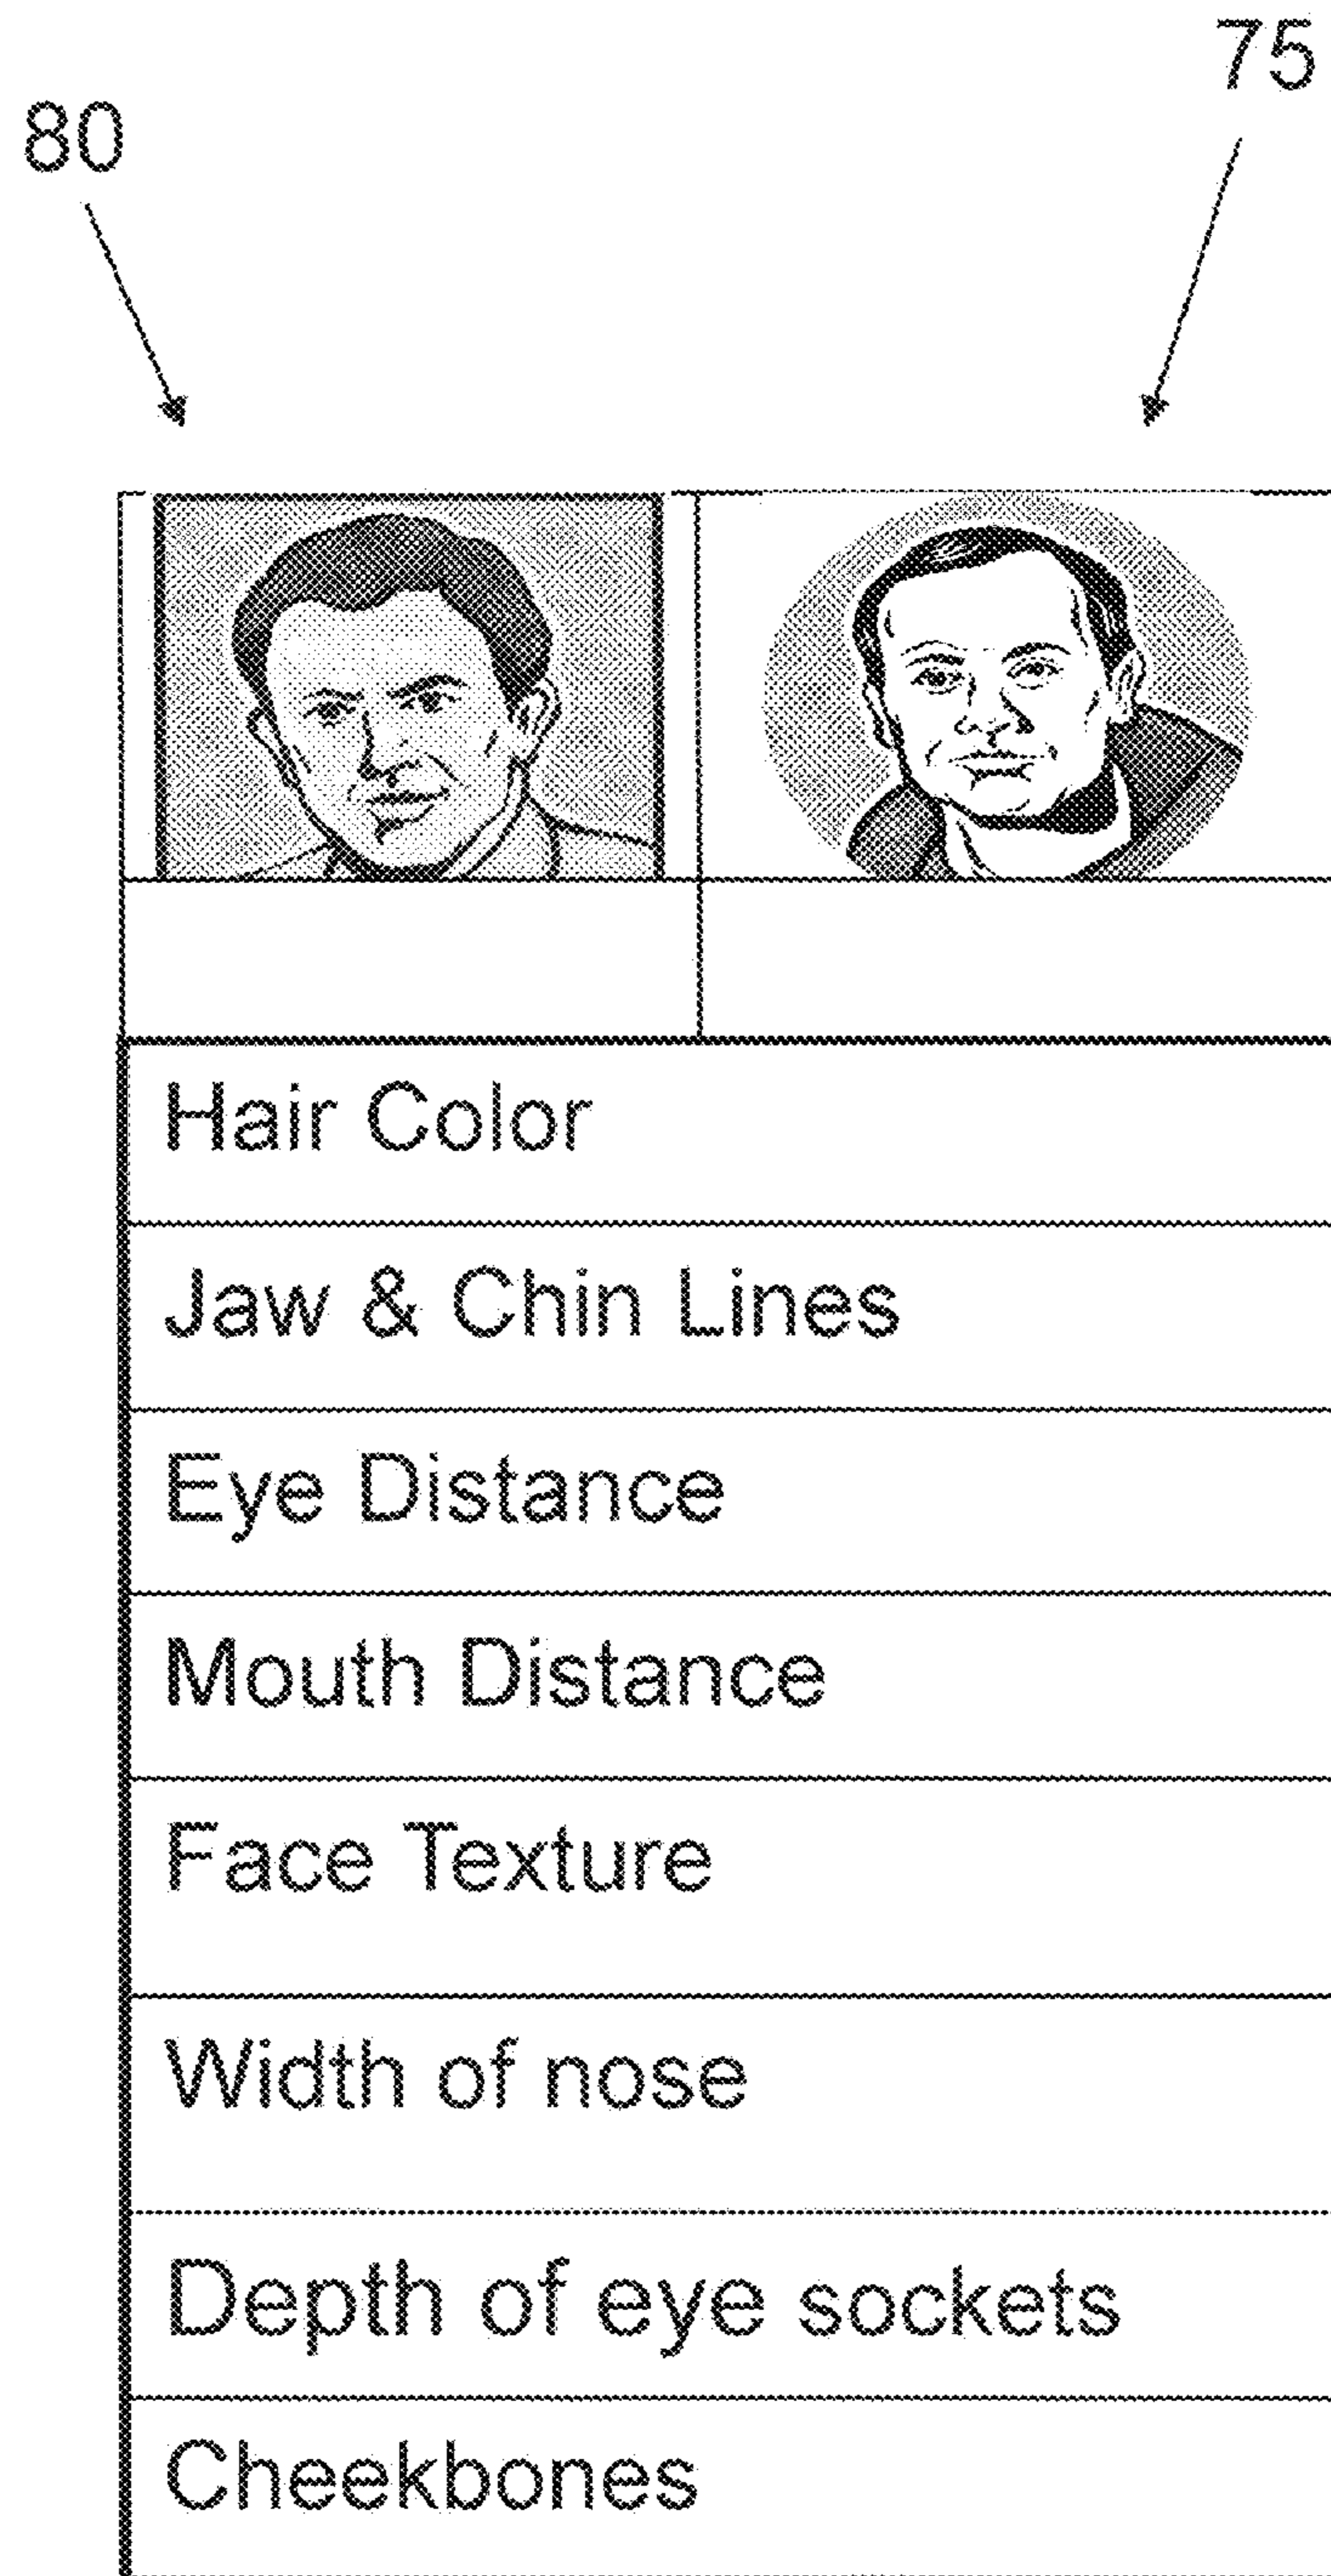 75
80
Hair Color
Jaw & Chin Lines
Eye Distance
Mouth Distance
Face Texture
Width of nose
Depth of eye sockets
Cheekbones